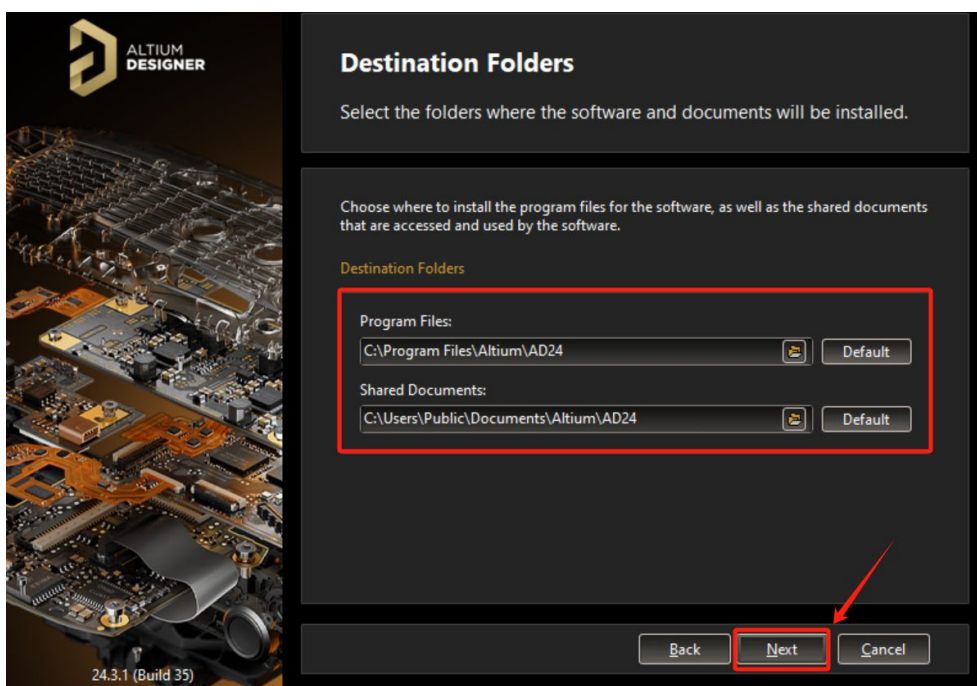 ALTIUM
DESIGNER
Destination Folders
Select the folders where the software and documents will be installed.
Choose where to install the program files for the software, as well as the shared documents
that are accessed and used by the software.
Destination Folders
Program Files:
C:\Program Files\Altium\AD24
Default
Shared Documents:
C:\Users\Public\Documents\Altium\AD24
Default
Back Next Cancel
24.3.1 (Build 35)